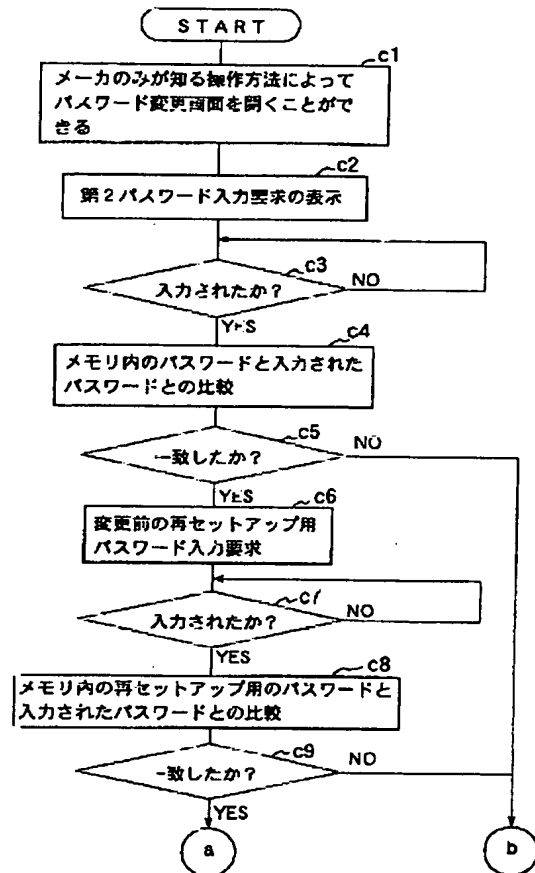 START
c1
メーカのみが知る操作方法によって
パスワード変更画面を開くことがで
きる
c2
第2パスワード入力要求の表示
c3
入力されたか?
NO
YES
c4
メモリ内のパスワードと入力された
パスワードとの比較
c5
一致したか?
NO
YES
c6
変更前の再セットアップ用
パスワード入力要求
c7
入力されたか?
NO
YES
c8
メモリ内の再セットアップ用のパスワードと
入力されたパスワードとの比較
c9
一致したか?
NO
YES
a
b